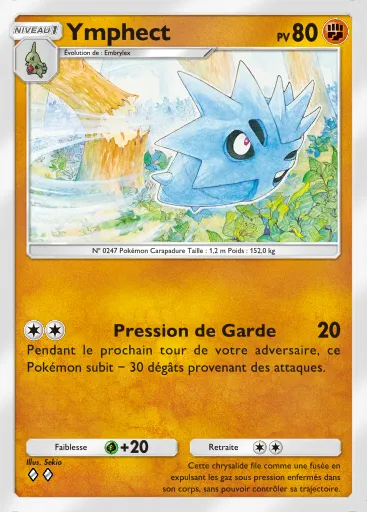 NIVEAU 1
Ymphect
PV 80
Évolution de : Embrylex
N° 0247 Pokémon Carapadure Taille : 1,2 m Poids : 152,0 kg
Pression de Garde 20
Pendant le prochain tour de votre adversaire, ce
Pokémon subit − 30 dégâts provenant des attaques.
Faiblesse +20 Retraite
Illus. Sekio
Cette chrysalide file comme une fusée en
expulsant les gaz sous pression enfermés dans
son corps, sans pouvoir contrôler sa trajectoire.